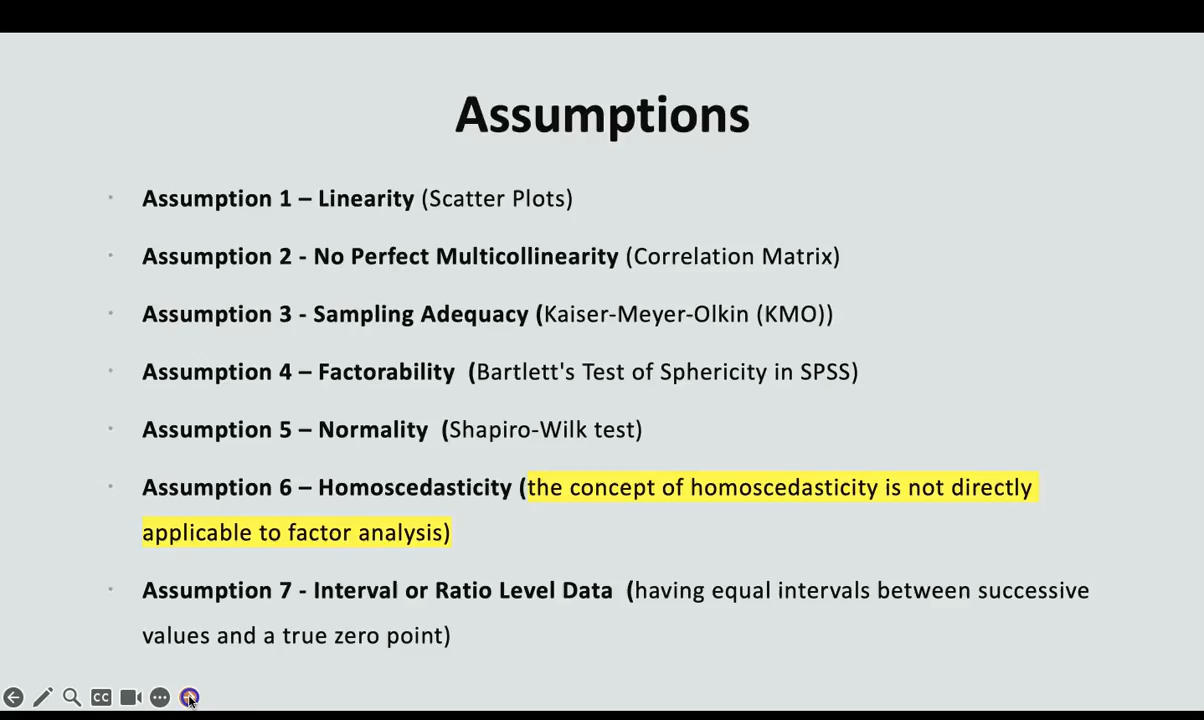 Assumptions
Assumption 1 – Linearity (Scatter Plots)
Assumption 2 - No Perfect Multicollinearity (Correlation Matrix)
Assumption 3 - Sampling Adequacy (Kaiser-Meyer-Olkin (KMO))
Assumption 4 – Factorability (Bartlett's Test of Sphericity in SPSS)
Assumption 5 – Normality (Shapiro-Wilk test)
Assumption 6 – Homoscedasticity (the concept of homoscedasticity is not directly
applicable to factor analysis)
Assumption 7 - Interval or Ratio Level Data (having equal intervals between successive
values and a true zero point)
CC